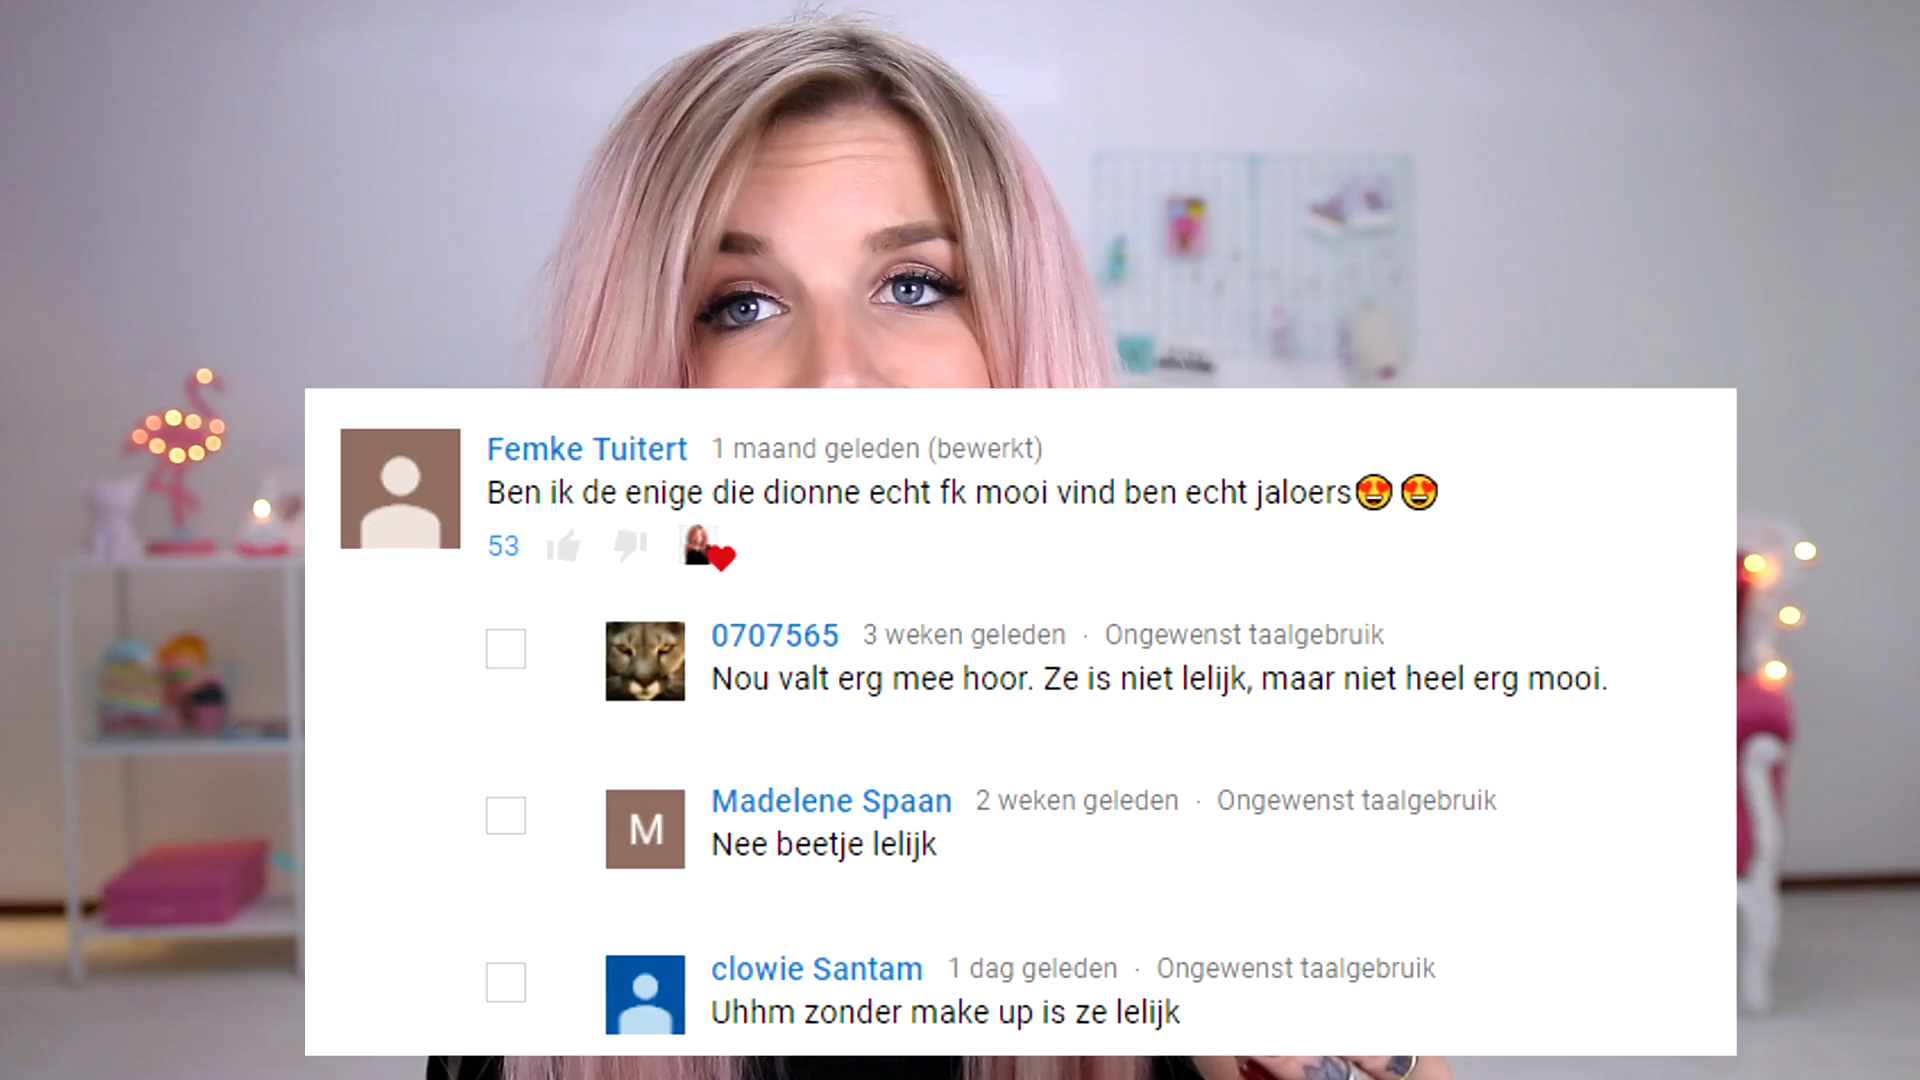 Femke Tuitert 1 maand geleden (bewerkt)
Ben ik de enige die dionne echt fk mooi vind ben echt jaloers😍😍
53
0707565 3 weken geleden · Ongewenst taalgebruik
Nou valt erg mee hoor. Ze is niet lelijk, maar niet heel erg mooi.
M
Madelene Spaan 2 weken geleden · Ongewenst taalgebruik
Nee beetje lelijk
clowie Santam 1 dag geleden · Ongewenst taalgebruik
Uhhm zonder make up is ze lelijk